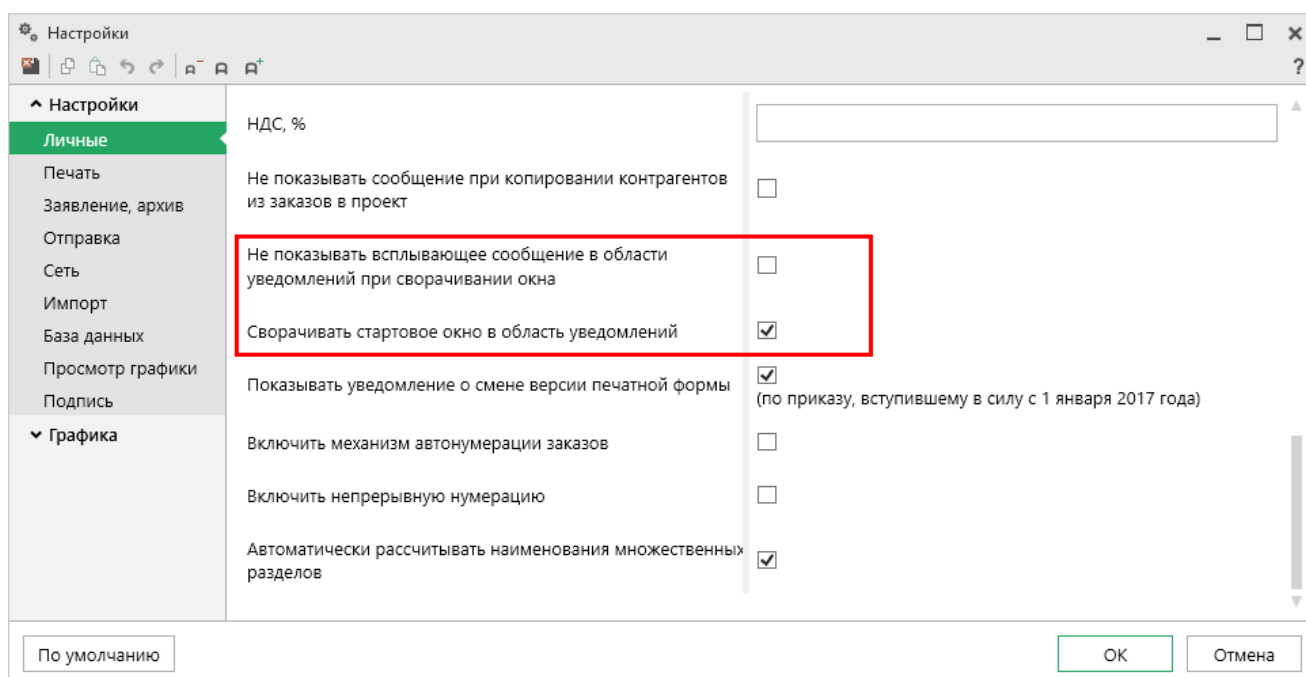 Настройки
?
Настройки
Личные
Печать
Заявление, архив
Отправка
Сеть
Импорт
База данных
Просмотр графики
Подпись
Графика
НДС, %
Не показывать сообщение при копировании контрагентов
из заказов в проект
Не показывать всплывающее сообщение в области
уведомлений при сворачивании окна
Сворачивать стартовое окно в область уведомлений
Показывать уведомление о смене версии печатной формы
(по приказу, вступившему в силу с 1 января 2017 года)
Включить механизм автонумерации заказов
Включить непрерывную нумерацию
Автоматически рассчитывать наименования множественных
разделов
По умолчанию
ОК
Отмена